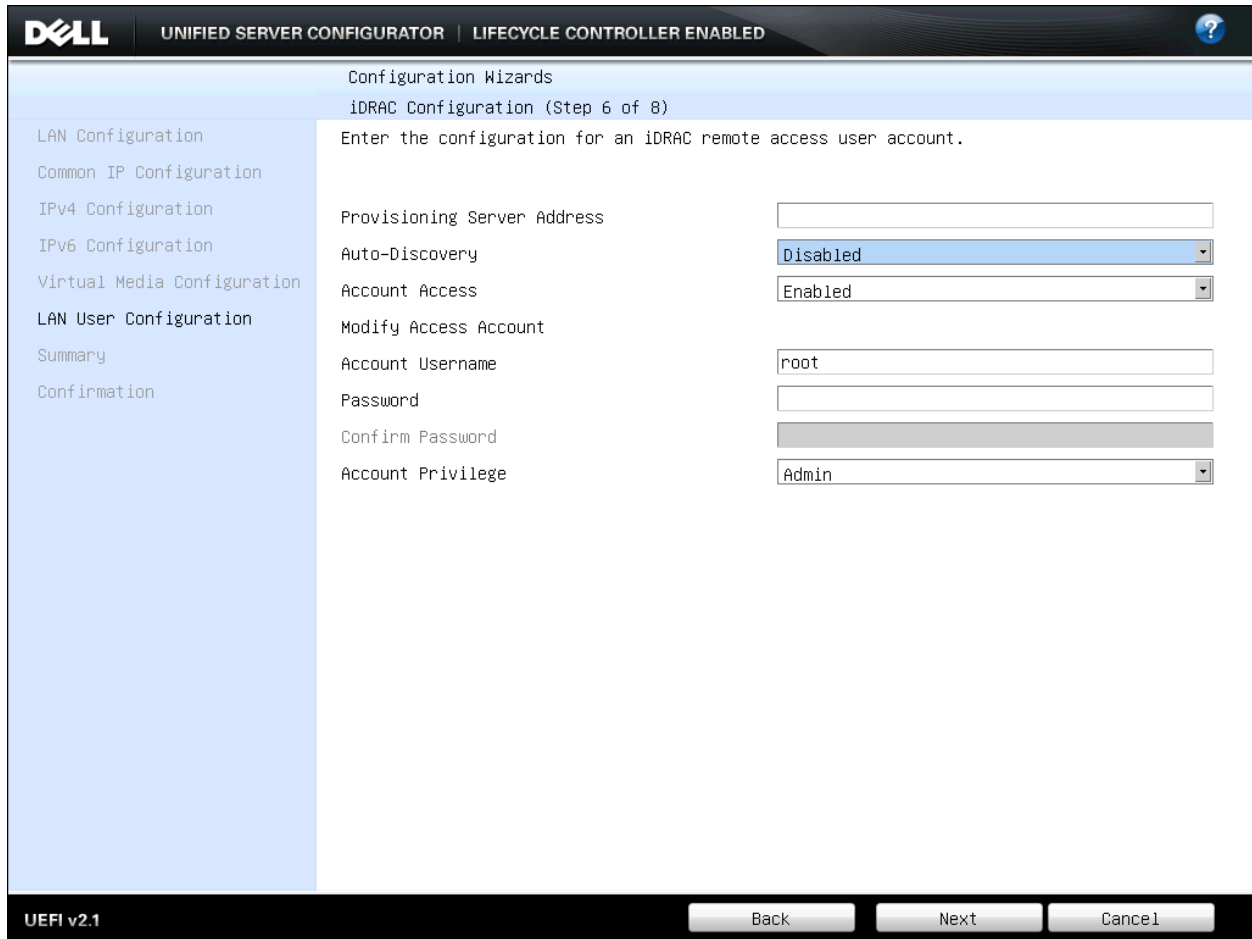 DELL UNIFIED SERVER CONFIGURATOR | LIFECYCLE CONTROLLER ENABLED ?
Configuration Wizards
iDRAC Configuration (Step 6 of 8)
LAN Configuration
Common IP Configuration
IPv4 Configuration
IPv6 Configuration
Virtual Media Configuration
LAN User Configuration
Summary
Confirmation
Enter the configuration for an iDRAC remote access user account.
Provisioning Server Address
Auto-Discovery Disabled
Account Access Enabled
Modify Access Account
Account Username root
Password
Confirm Password
Account Privilege Admin
UEFI v2.1 Back Next Cancel